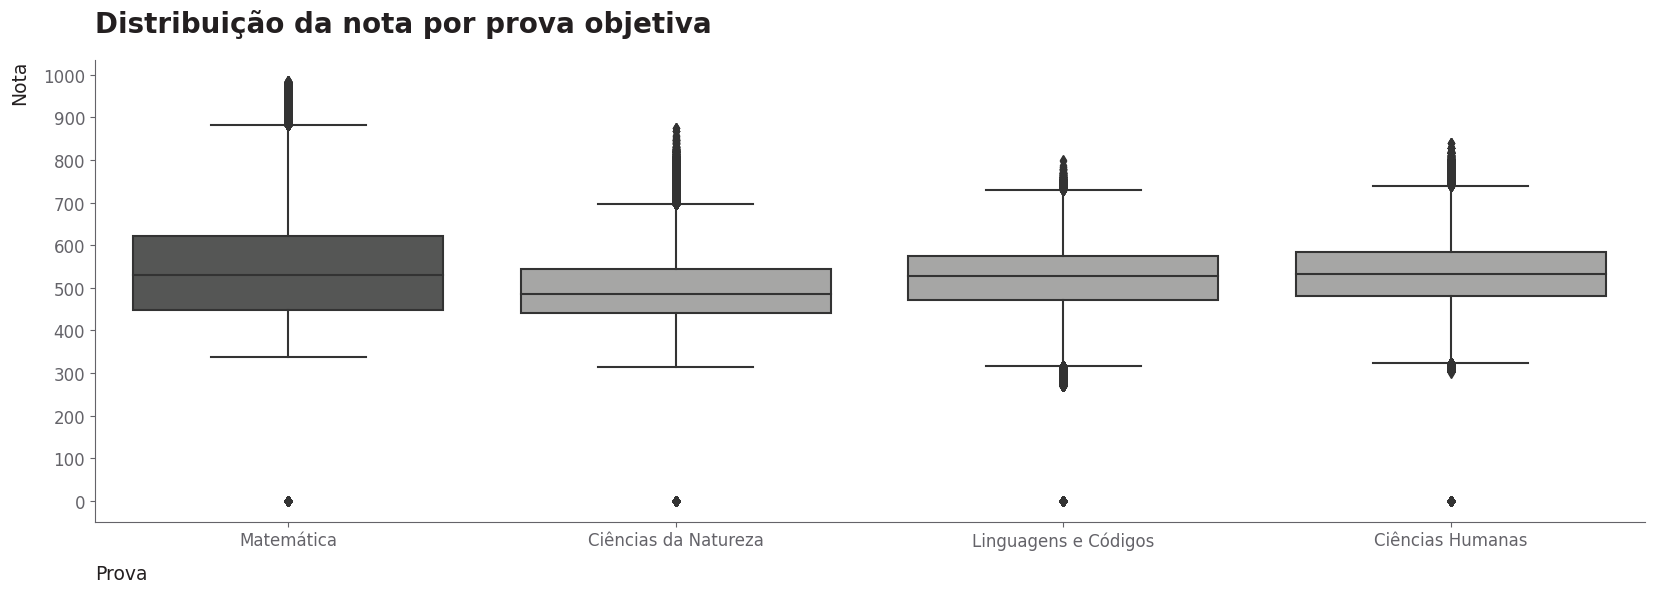 Distribuição da nota por prova objetiva
Nota
1000
900
800
700
600
500
400
300
200
100
0
Matemática
Ciências da Natureza
Linguagens e Códigos
Ciências Humanas
Prova